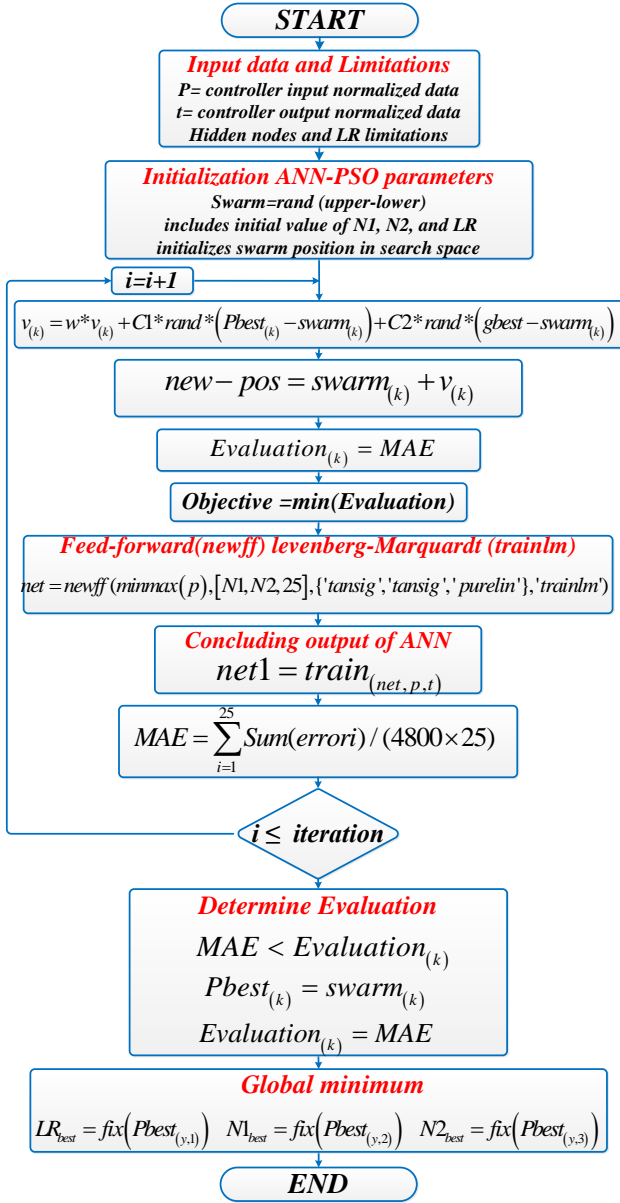 START
Input data and Limitations
P= controller input normalized data
t= controller output normalized data
Hidden nodes and LR limitations
Initialization ANN-PSO parameters
Swarm=rand (upper-lower)
includes initial value of N1, N2, and LR
initializes swarm position in search space
i=i+1
v(k) = w*v(k) + C1*rand*(Pbest(k) − swarm(k)) + C2*rand*(gbest − swarm(k))
new − pos = swarm(k) + v(k)
Evaluation(k) = MAE
Objective =min(Evaluation)
Feed-forward(newff) levenberg-Marquardt (trainlm)
net = newff (minmax(p),[N1,N2,25],{'tansig','tansig','purelin'},'trainlm')
Concluding output of ANN
net1 = train(net,p,t)
MAE = ∑_{i=1}^{25} Sum(errori) / (4800×25)
i ≤ iteration
Determine Evaluation
MAE < Evaluation(k)
Pbest(k) = swarm(k)
Evaluation(k) = MAE
Global minimum
LRbest = fix(Pbest(y,1)) N1best = fix(Pbest(y,2)) N2best = fix(Pbest(y,3))
END